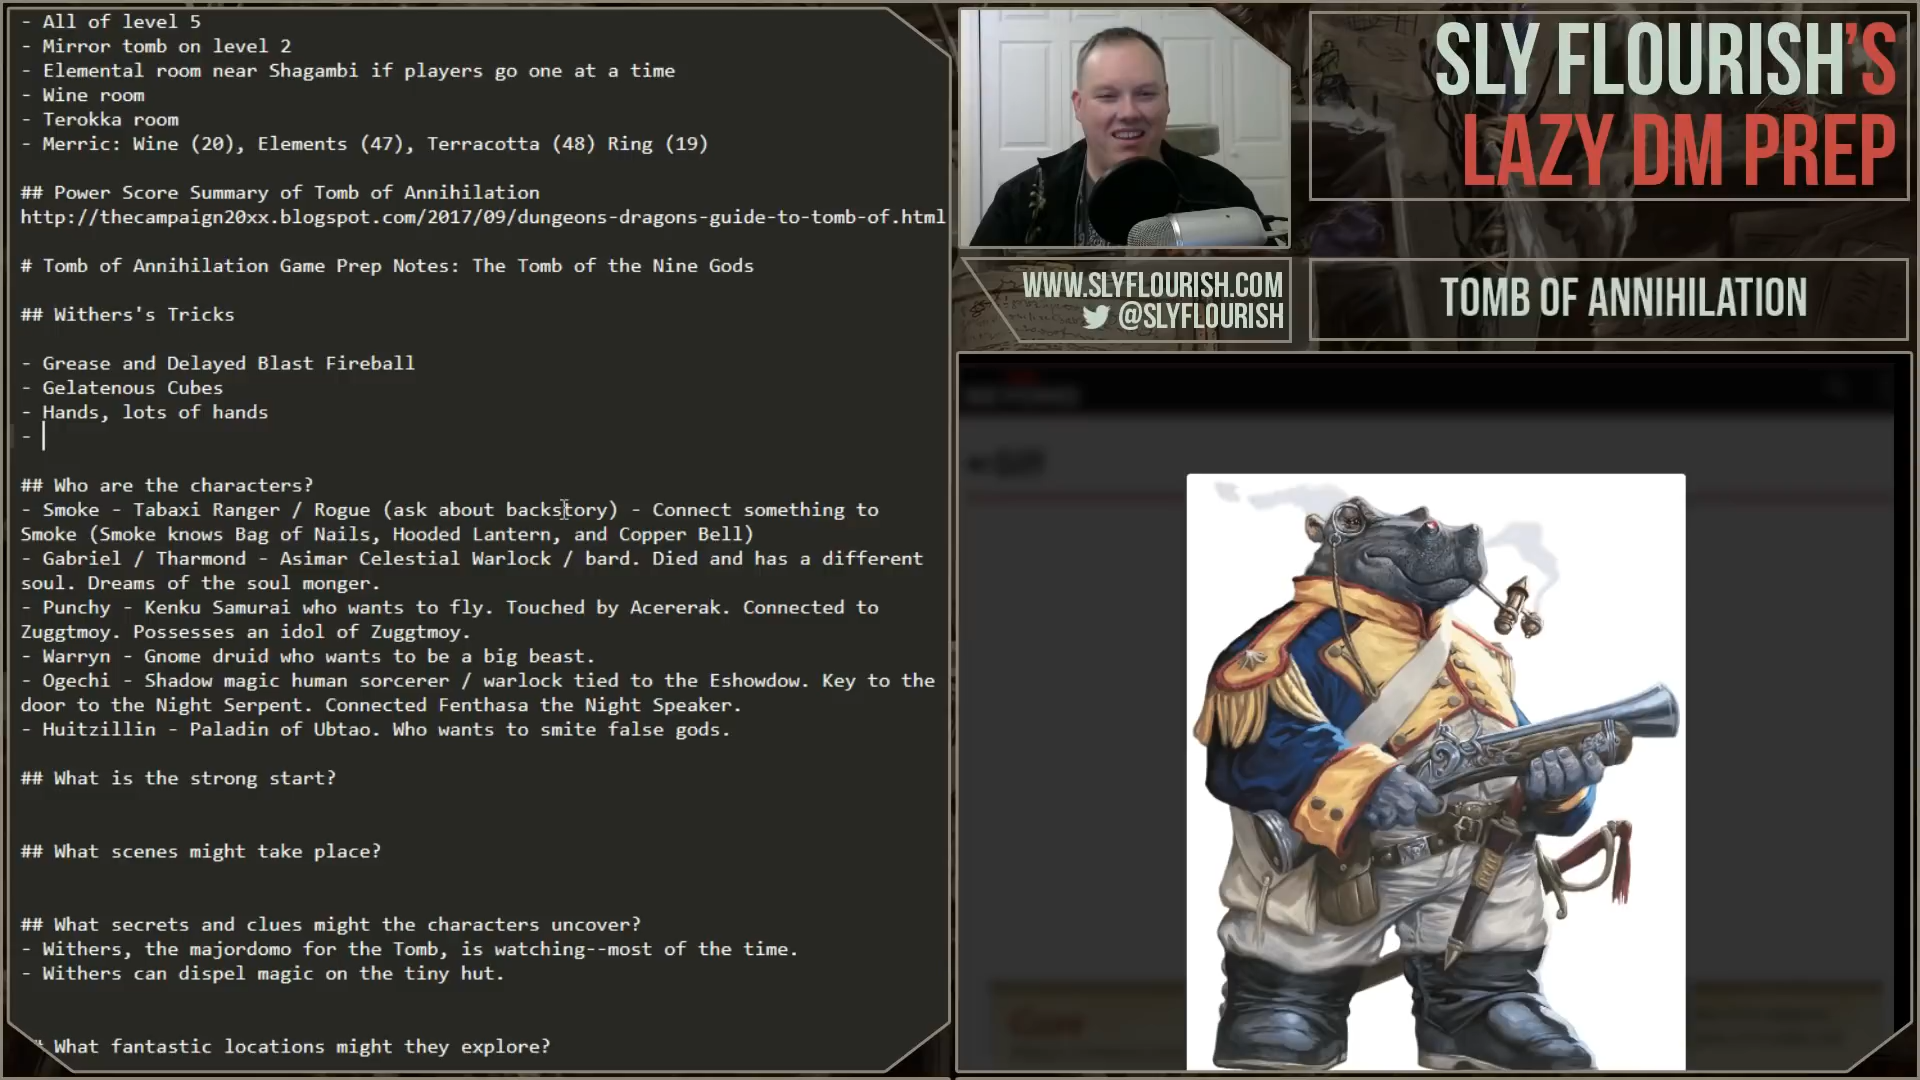 - All of level 5
- Mirror tomb on level 2
- Elemental room near Shagambi if players go one at a time
- Wine room
- Terokka room
- Merric: Wine (20), Elements (47), Terracotta (48) Ring (19)
## Power Score Summary of Tomb of Annihilation
http://thecampaign20xx.blogspot.com/2017/09/dungeons-dragons-guide-to-tomb-of.html
# Tomb of Annihilation Game Prep Notes: The Tomb of the Nine Gods
## Withers's Tricks
- Grease and Delayed Blast Fireball
- Gelatenous Cubes
- Hands, lots of hands
-
## Who are the characters?
- Smoke - Tabaxi Ranger / Rogue (ask about backstory) - Connect something to
Smoke (Smoke knows Bag of Nails, Hooded Lantern, and Copper Bell)
- Gabriel / Tharmond - Asimar Celestial Warlock / bard. Died and has a different
soul. Dreams of the soul monger.
- Punchy - Kenku Samurai who wants to fly. Touched by Acererak. Connected to
Zuggtmoy. Possesses an idol of Zuggtmoy.
- Warryn - Gnome druid who wants to be a big beast.
- Ogechi - Shadow magic human sorcerer / warlock tied to the Eshowdow. Key to the
door to the Night Serpent. Connected Fenthasa the Night Speaker.
- Huitzillin - Paladin of Ubtao. Who wants to smite false gods.
## What is the strong start?
## What scenes might take place?
## What secrets and clues might the characters uncover?
- Withers, the majordomo for the Tomb, is watching--most of the time.
- Withers can dispel magic on the tiny hut.
What fantastic locations might they explore?
SLY FLOURISH'S
LAZY DM PREP
WWW.SLYFLOURISH.COM
@SLYFLOURISH
TOMB OF ANNIHILATION